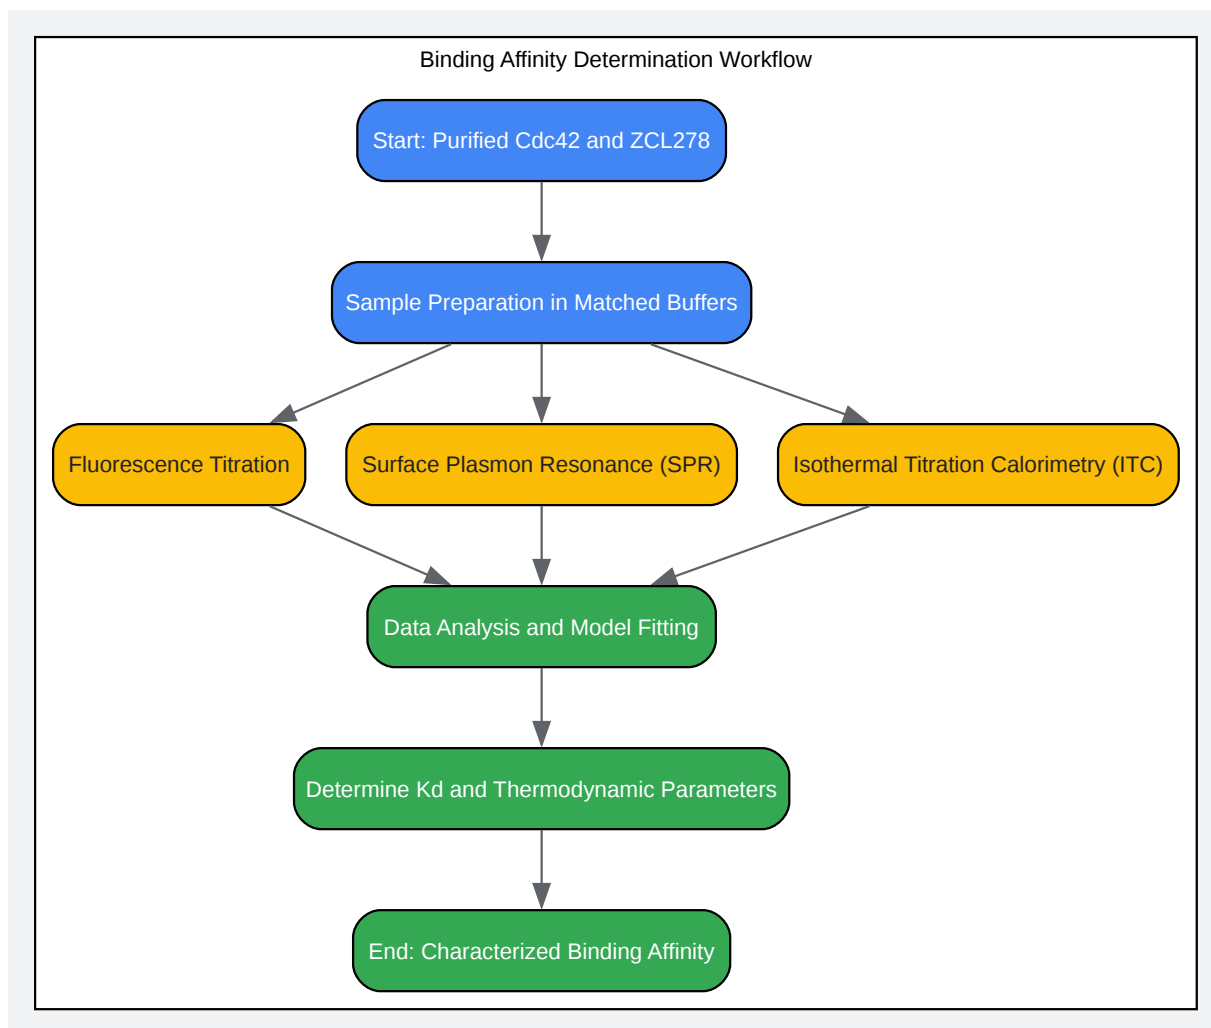 Binding Affinity Determination Workflow
Start: Purified Cdc42 and ZCL278
Sample Preparation in Matched Buffers
Fluorescence Titration
Surface Plasmon Resonance (SPR)
Isothermal Titration Calorimetry (ITC)
Data Analysis and Model Fitting
Determine Kd and Thermodynamic Parameters
End: Characterized Binding Affinity